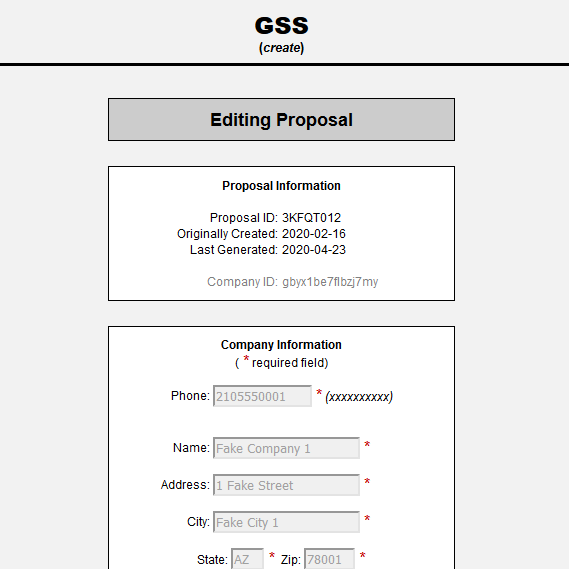 GSS
(create)
Editing Proposal
Proposal Information
Proposal ID: 3KFQT012
Originally Created: 2020-02-16
Last Generated: 2020-04-23
Company ID: gbyx1be7flbzj7my
Company Information
( * required field)
Phone: 2105550001 * (xxxxxxxxxx)
Name: Fake Company 1 *
Address: 1 Fake Street *
City: Fake City 1 *
State: AZ * Zip: 78001 *